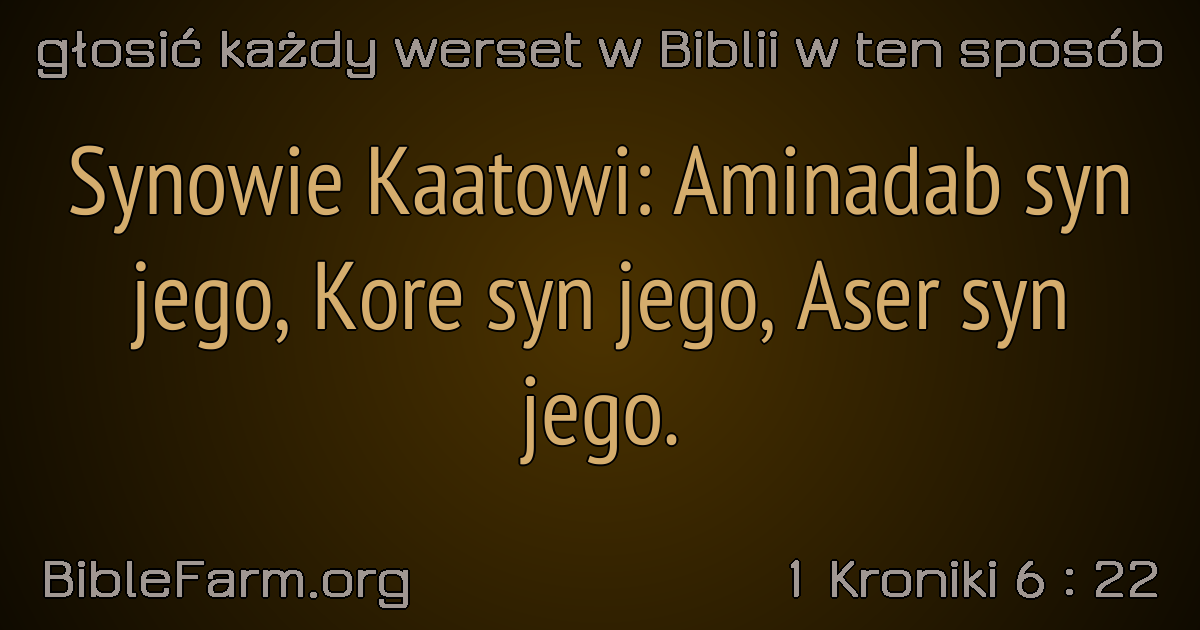 głosić każdy werset w Biblii w ten sposób
Synowie Kaatowi: Aminadab syn
jego, Kore syn jego, Aser syn
jego.
BibleFarm.org
1 Kroniki 6 : 22